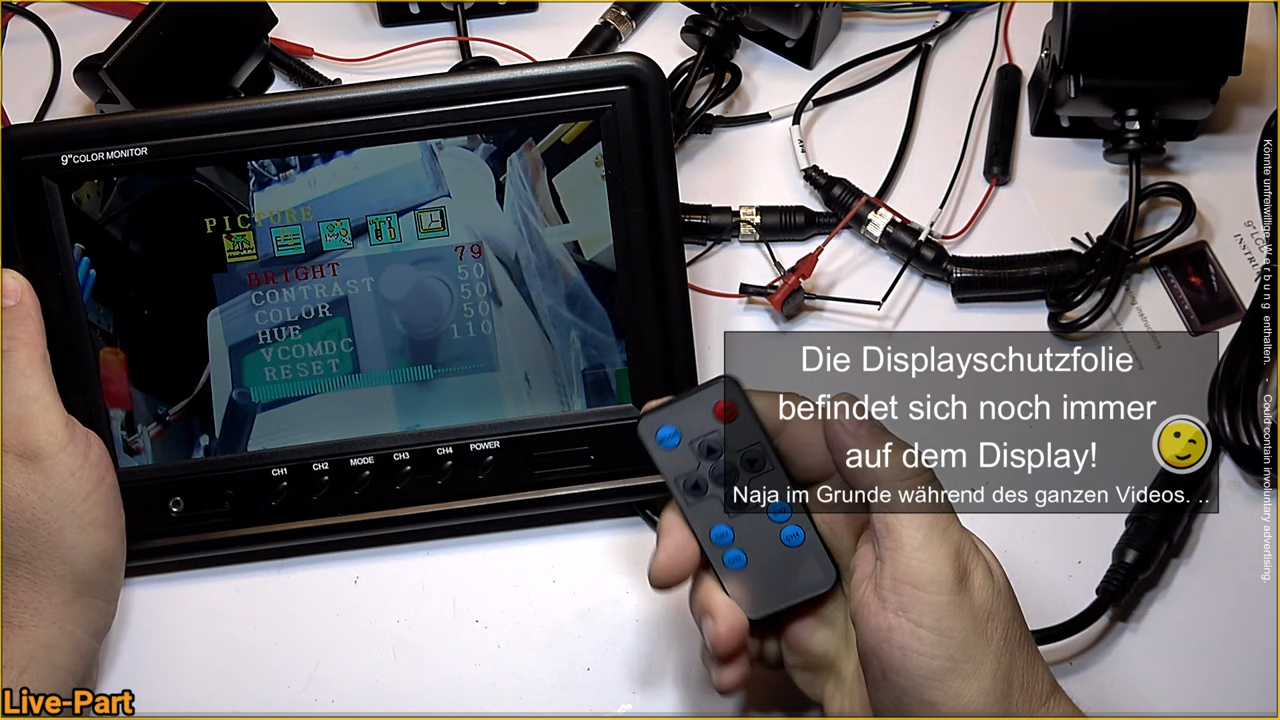 9"COLOR MONITOR
PICTURE
BRIGHT 79
CONTRAST 50
COLOR 50
HUE 50
VCOMDC 110
RESET
CH1 CH2 MODE CH3 CH4 POWER
Die Displayschutzfolie
befindet sich noch immer
auf dem Display!
Naja im Grunde während des ganzen Videos. ..
CH4
Könnte unfreiwillige Werbung enthalten. - Could contain involuntary advertising.
Live-Part